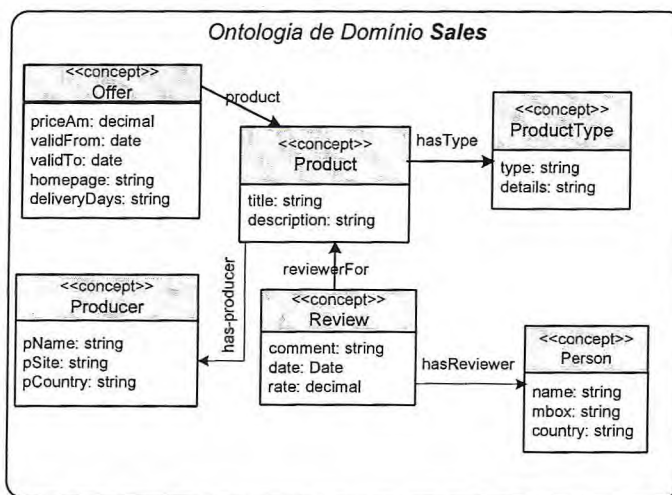 Ontologia de Domínio Sales
<<concept>>
Offer
priceAm: decimal
validFrom: date
validTo: date
homepage: string
deliveryDays: string
product
<<concept>>
Product
title: string
description: string
hasType
<<concept>>
ProductType
type: string
details: string
has-producer
reviewerFor
<<concept>>
Producer
pName: string
pSite: string
pCountry: string
<<concept>>
Review
comment: string
date: Date
rate: decimal
hasReviewer
<<concept>>
Person
name: string
mbox: string
country: string